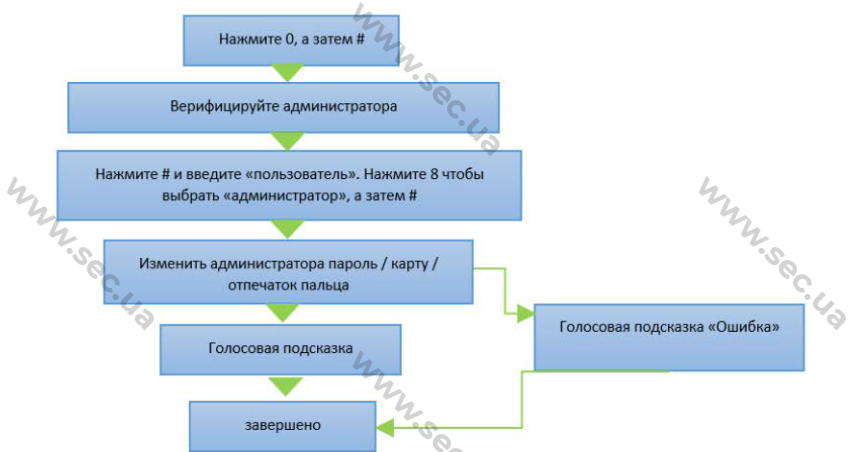 Нажмите 0, а затем #
Верифицируйте администратора
Нажмите # и введите «пользователь». Нажмите 8 чтобы
выбрать «администратор», а затем #
Изменить администратора пароль / карту /
отпечаток пальца
Голосовая подсказка «Ошибка»
Голосовая подсказка
завершено
www.sec.ua
www.sec.ua
www.sec.ua
www.sec